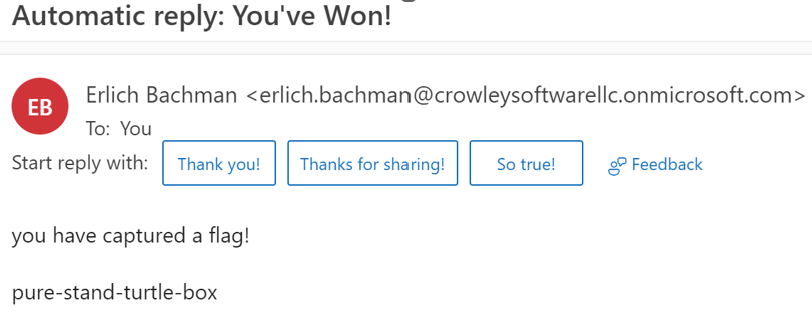 Automatic reply: You've Won!
EB
Erlich Bachman <erlich.bachman@crowleysoftwarellc.onmicrosoft.com>
To: You
Start reply with: Thank you! Thanks for sharing! So true! Feedback
you have captured a flag!
pure-stand-turtle-box